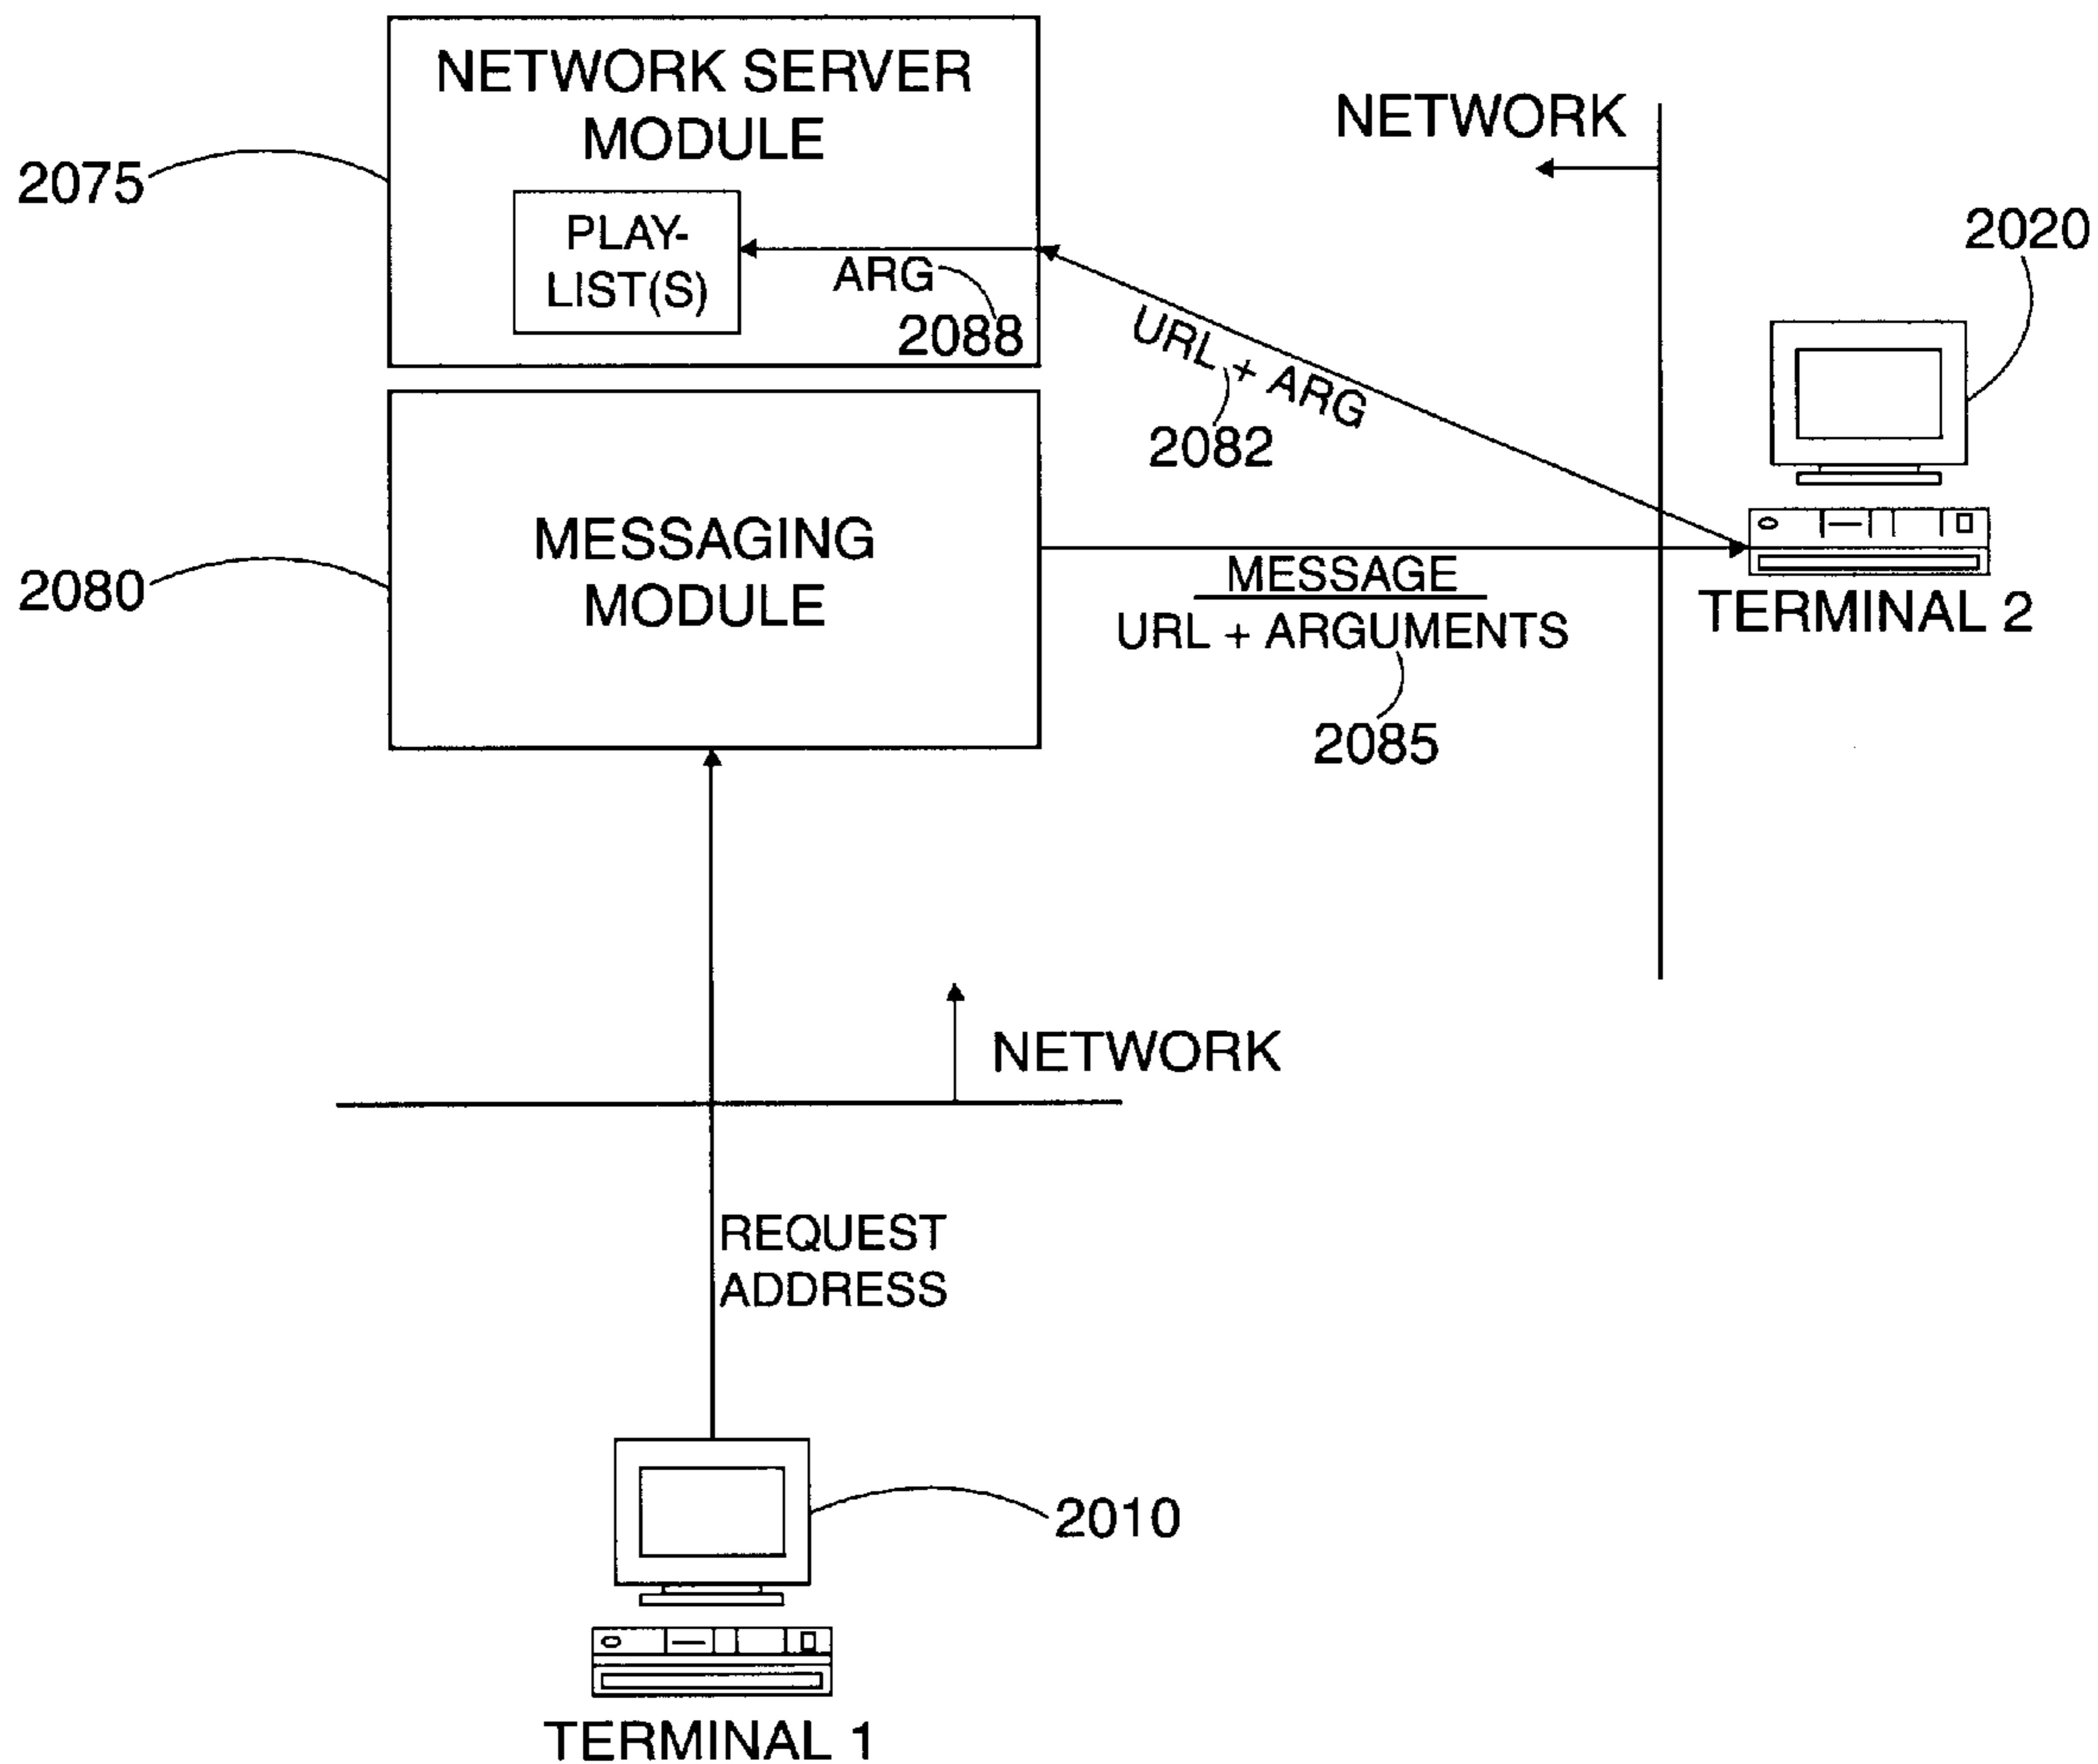 NETWORK SERVER
MODULE
2075
PLAY-
LIST(S)
ARG
2088
NETWORK
2020
URL + ARG
2082
MESSAGING
MODULE
2080
MESSAGE
URL + ARGUMENTS
2085
TERMINAL 2
NETWORK
REQUEST
ADDRESS
2010
TERMINAL 1